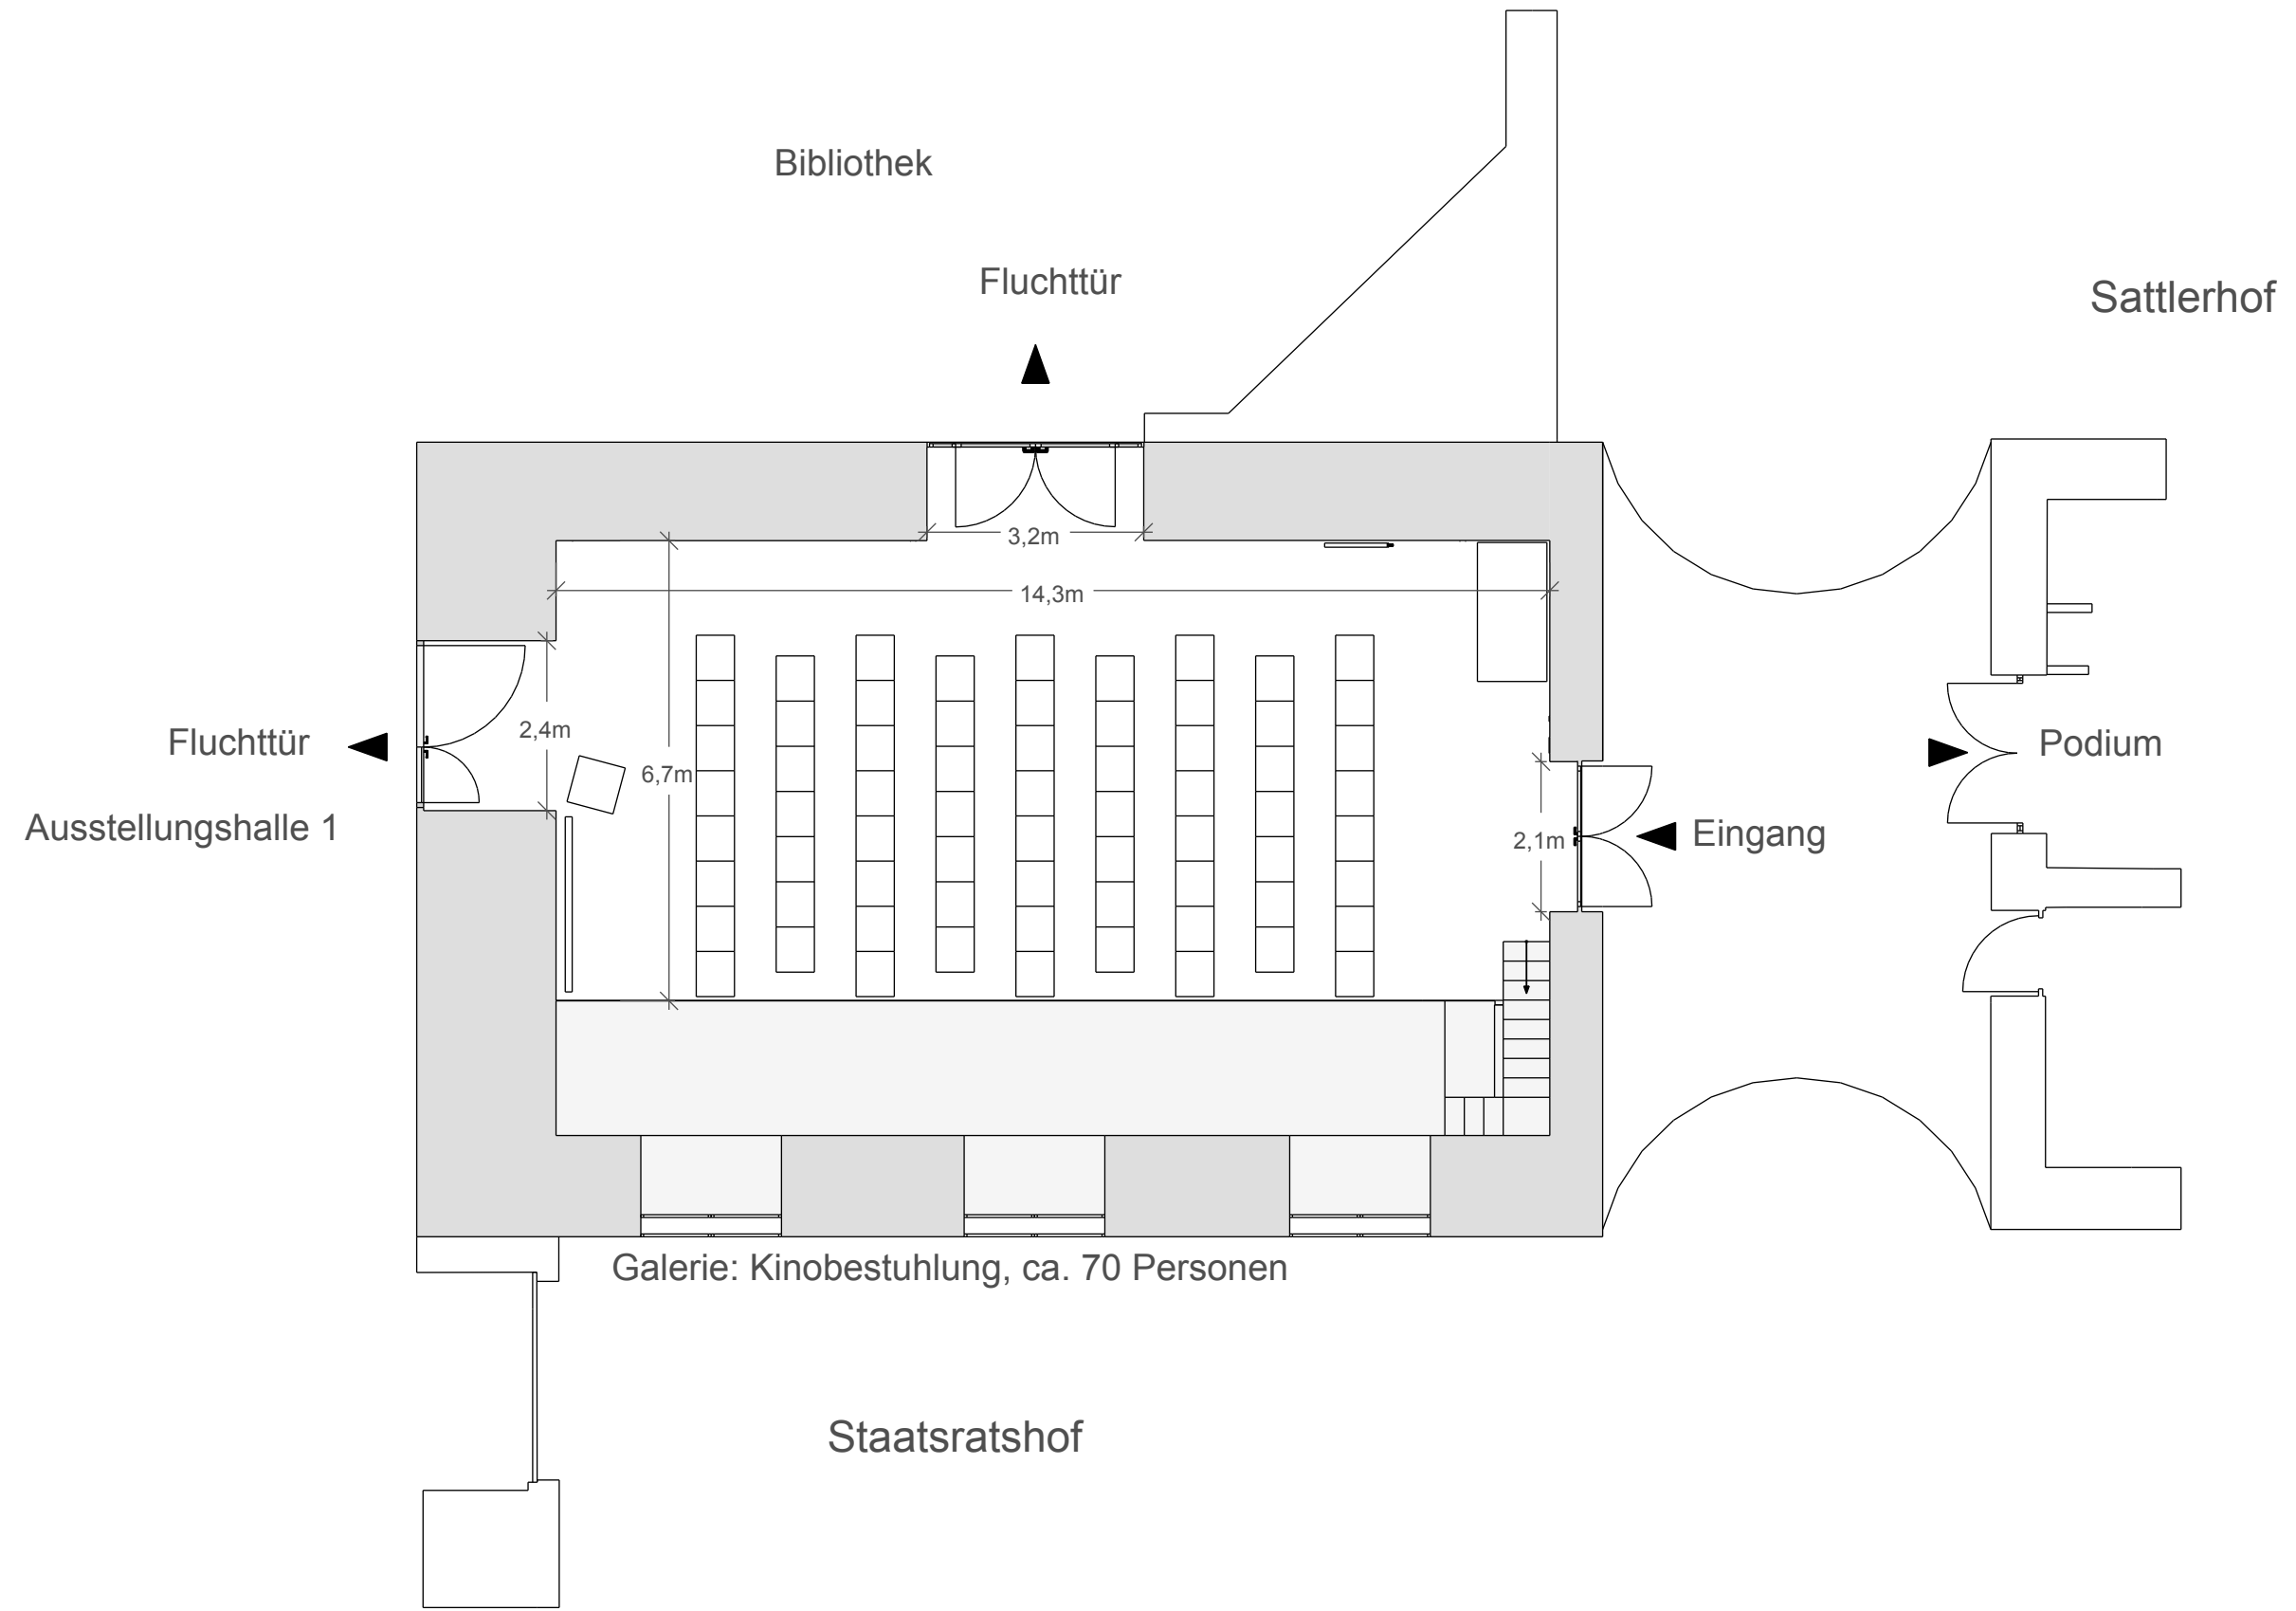 Bibliothek
Fluchttür
Sattlerhof
3,2m
14,3m
2,4m
Fluchttür
6,7m
Podium
Ausstellungshalle 1
2,1m
Eingang
Galerie: Kinobestuhlung, ca. 70 Personen
Staatsratshof